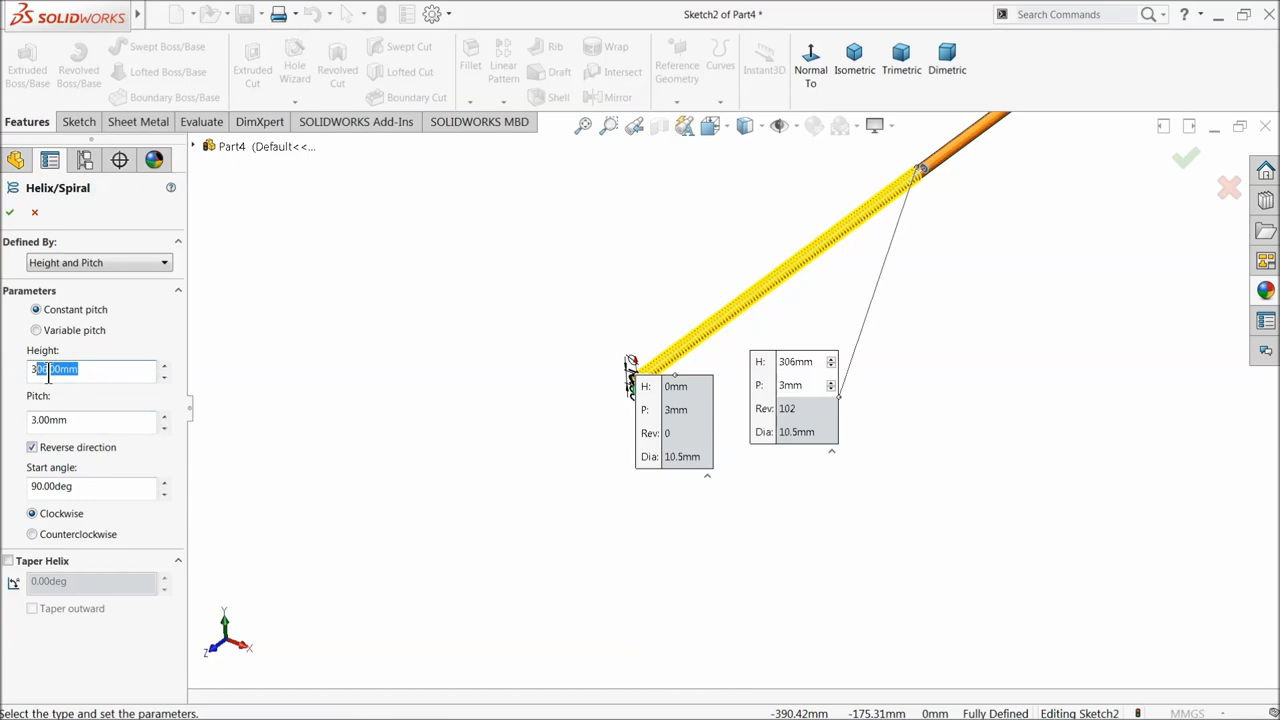 SOLIDWORKS
Sketch2 of Part4 *
Search Commands
?
Extruded Boss/Base
Revolved Boss/Base
Swept Boss/Base
Lofted Boss/Base
Boundary Boss/Base
Extruded Cut
Hole Wizard
Revolved Cut
Swept Cut
Lofted Cut
Boundary Cut
Fillet
Linear Pattern
Rib
Draft
Shell
Wrap
Intersect
Mirror
Reference Geometry
Curves
Instant3D
Normal To
Isometric
Trimetric
Dimetric
Features
Sketch
Sheet Metal
Evaluate
DimXpert
SOLIDWORKS Add-Ins
SOLIDWORKS MBD
Part4 (Default<<...
Helix/Spiral
Defined By:
Height and Pitch
Parameters
Constant pitch
Variable pitch
Height:
306.00mm
Pitch:
3.00mm
Reverse direction
Start angle:
90.00deg
Clockwise
Counterclockwise
Taper Helix
0.00deg
Taper outward
H: 306mm
P: 3mm
Rev: 102
Dia: 10.5mm
H: 0mm
P: 3mm
Rev: 0
Dia: 10.5mm
Y
Z
X
Select the type and set the parameters.
-390.42mm
-175.31mm
0mm
Fully Defined
Editing Sketch2
MMGS